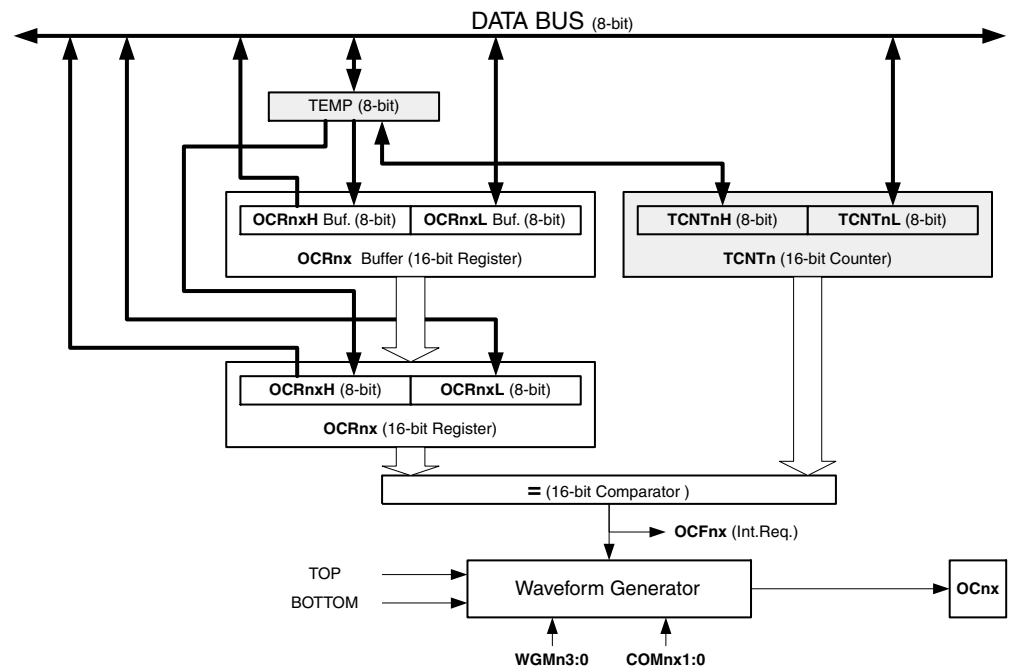 DATA BUS (8-bit)
TEMP (8-bit)
OCRnxH Buf. (8-bit)
OCRnxL Buf. (8-bit)
OCRnx Buffer (16-bit Register)
TCNTnH (8-bit)
TCNTnL (8-bit)
TCNTn (16-bit Counter)
OCRnxH (8-bit)
OCRnxL (8-bit)
OCRnx (16-bit Register)
= (16-bit Comparator )
OCFnx (Int.Req.)
TOP
BOTTOM
Waveform Generator
OCnx
WGMn3:0
COMnx1:0